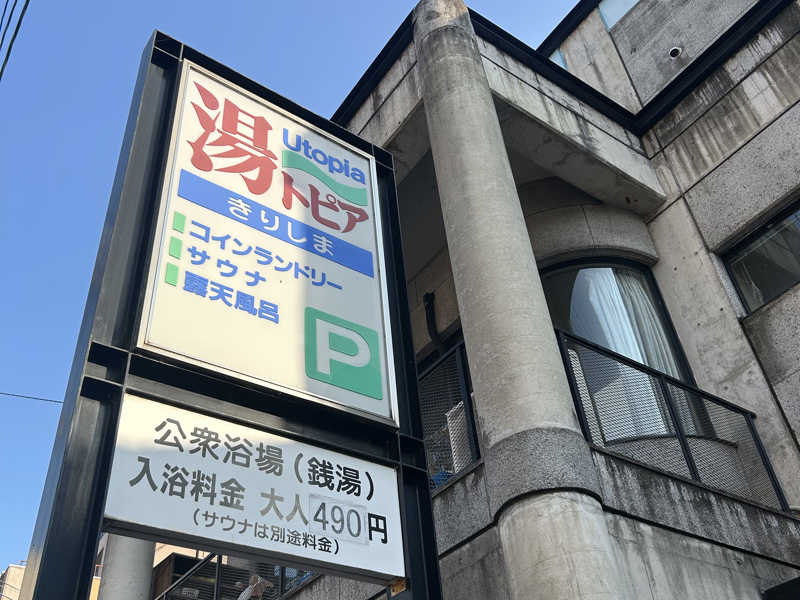 湯
Utopia
トピア
きりしま
コインランドリー
サウナ
露天風呂
P
公衆浴場(銭湯)
入浴料金 大人490円
(サウナは別途料金)